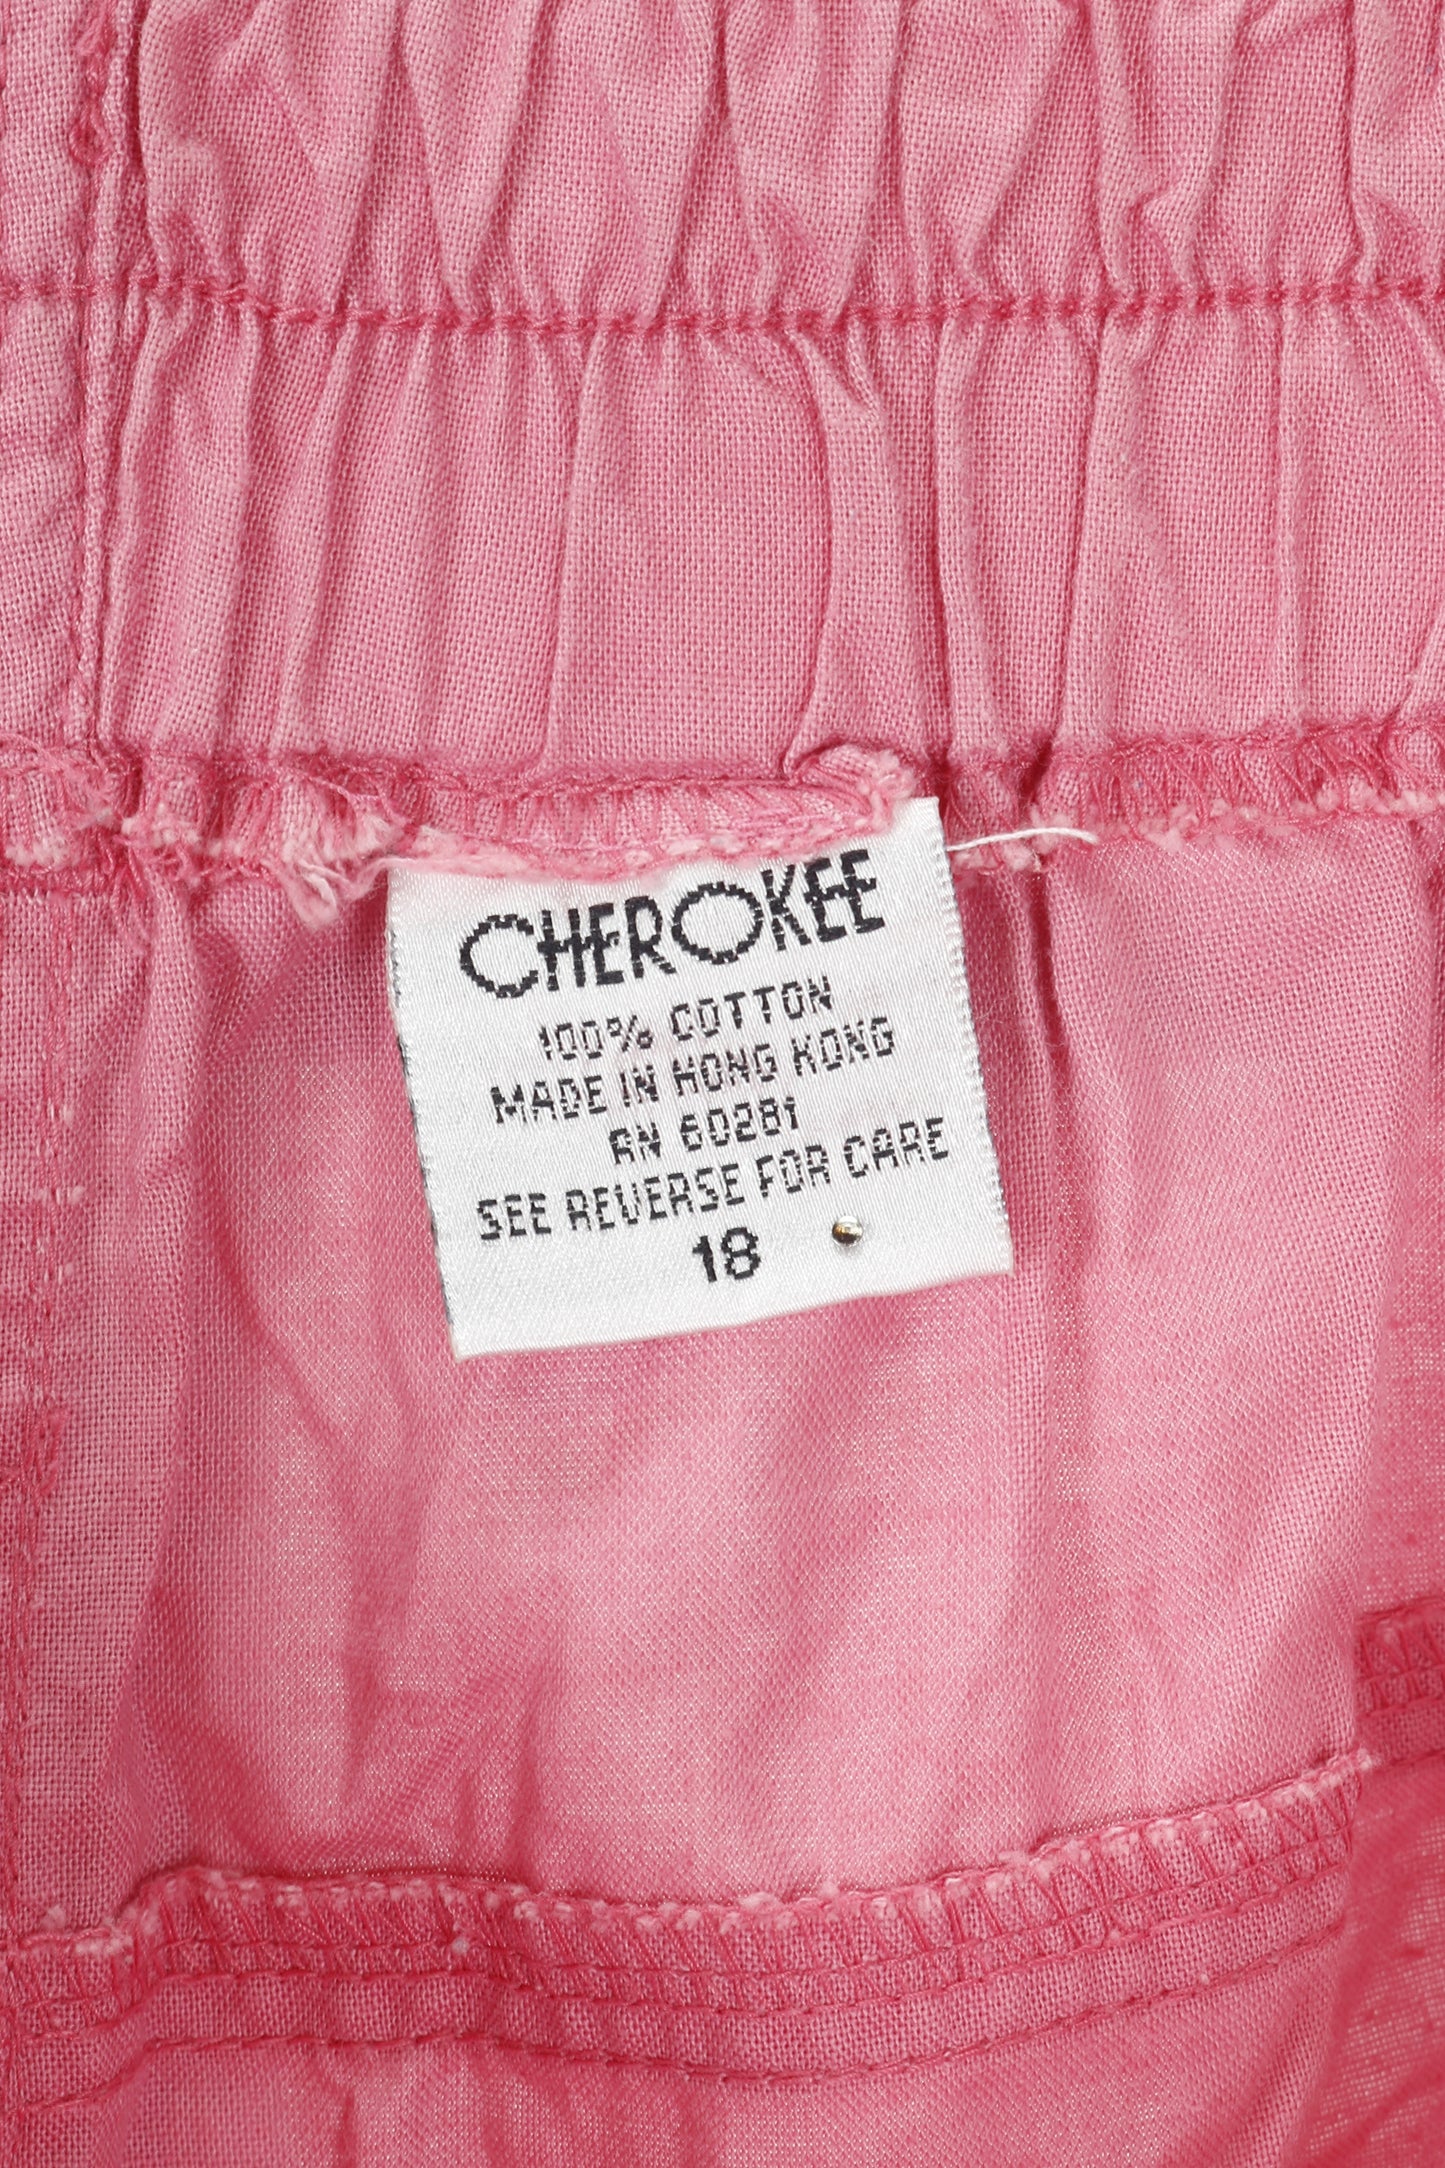 CHEROKEE
100% COTTON
MADE IN HONG KONG
RN 60281
SEE REVERSE FOR CARE
18